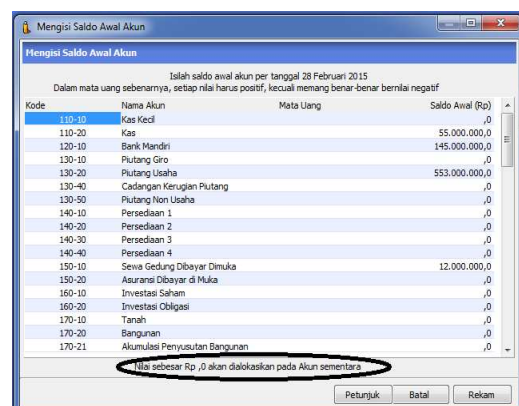 Mengisi Saldo Awal Akun
Mengisi Saldo Awal Akun
Isilah saldo awal akun per tanggal 28 Februari 2015
Dalam mata uang sebenarnya, setiap nilai harus positif, kecuali memang benar-benar bernilai negatif
Kode Nama Akun Mata Uang Saldo Awal (Rp)
110-10 Kas Kecil ,0
110-20 Kas 55.000.000,0
120-10 Bank Mandiri 145.000.000,0
130-10 Piutang Giro ,0
130-20 Piutang Usaha 553.000.000,0
130-40 Cadangan Kerugian Piutang ,0
130-50 Piutang Non Usaha ,0
140-10 Persediaan 1 ,0
140-20 Persediaan 2 ,0
140-30 Persediaan 3 ,0
140-40 Persediaan 4 ,0
150-10 Sewa Gedung Dibayar Dimuka 12.000.000,0
150-20 Asuransi Dibayar di Muka ,0
160-10 Investasi Saham ,0
160-20 Investasi Obligasi ,0
170-10 Tanah ,0
170-20 Bangunan ,0
170-21 Akumulasi Penyusutan Bangunan ,0
Nilai sebesar Rp ,0 akan dialokasikan pada Akun sementara
Petunjuk Batal Rekam